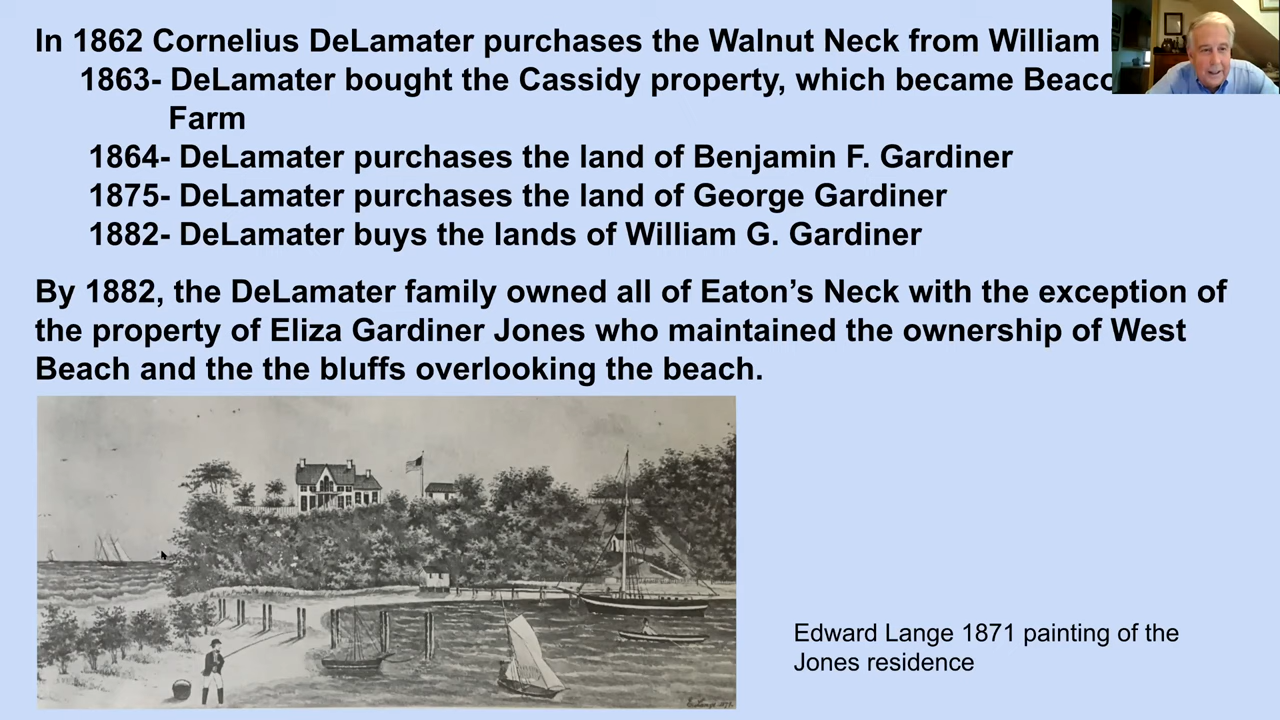 In 1862 Cornelius DeLamater purchases the Walnut Neck from William
1863- DeLamater bought the Cassidy property, which became
Farm
1864- DeLamater purchases the land of Benjamin F. Gardiner
1875- DeLamater purchases the land of George Gardiner
1882- DeLamater buys the lands of William G. Gardiner
By 1882, the DeLamater family owned all of Eaton’s Neck with the exception of
the property of Eliza Gardiner Jones who maintained the ownership of West
Beach and the the bluffs overlooking the beach.
Edward Lange 1871 painting of the
Jones residence